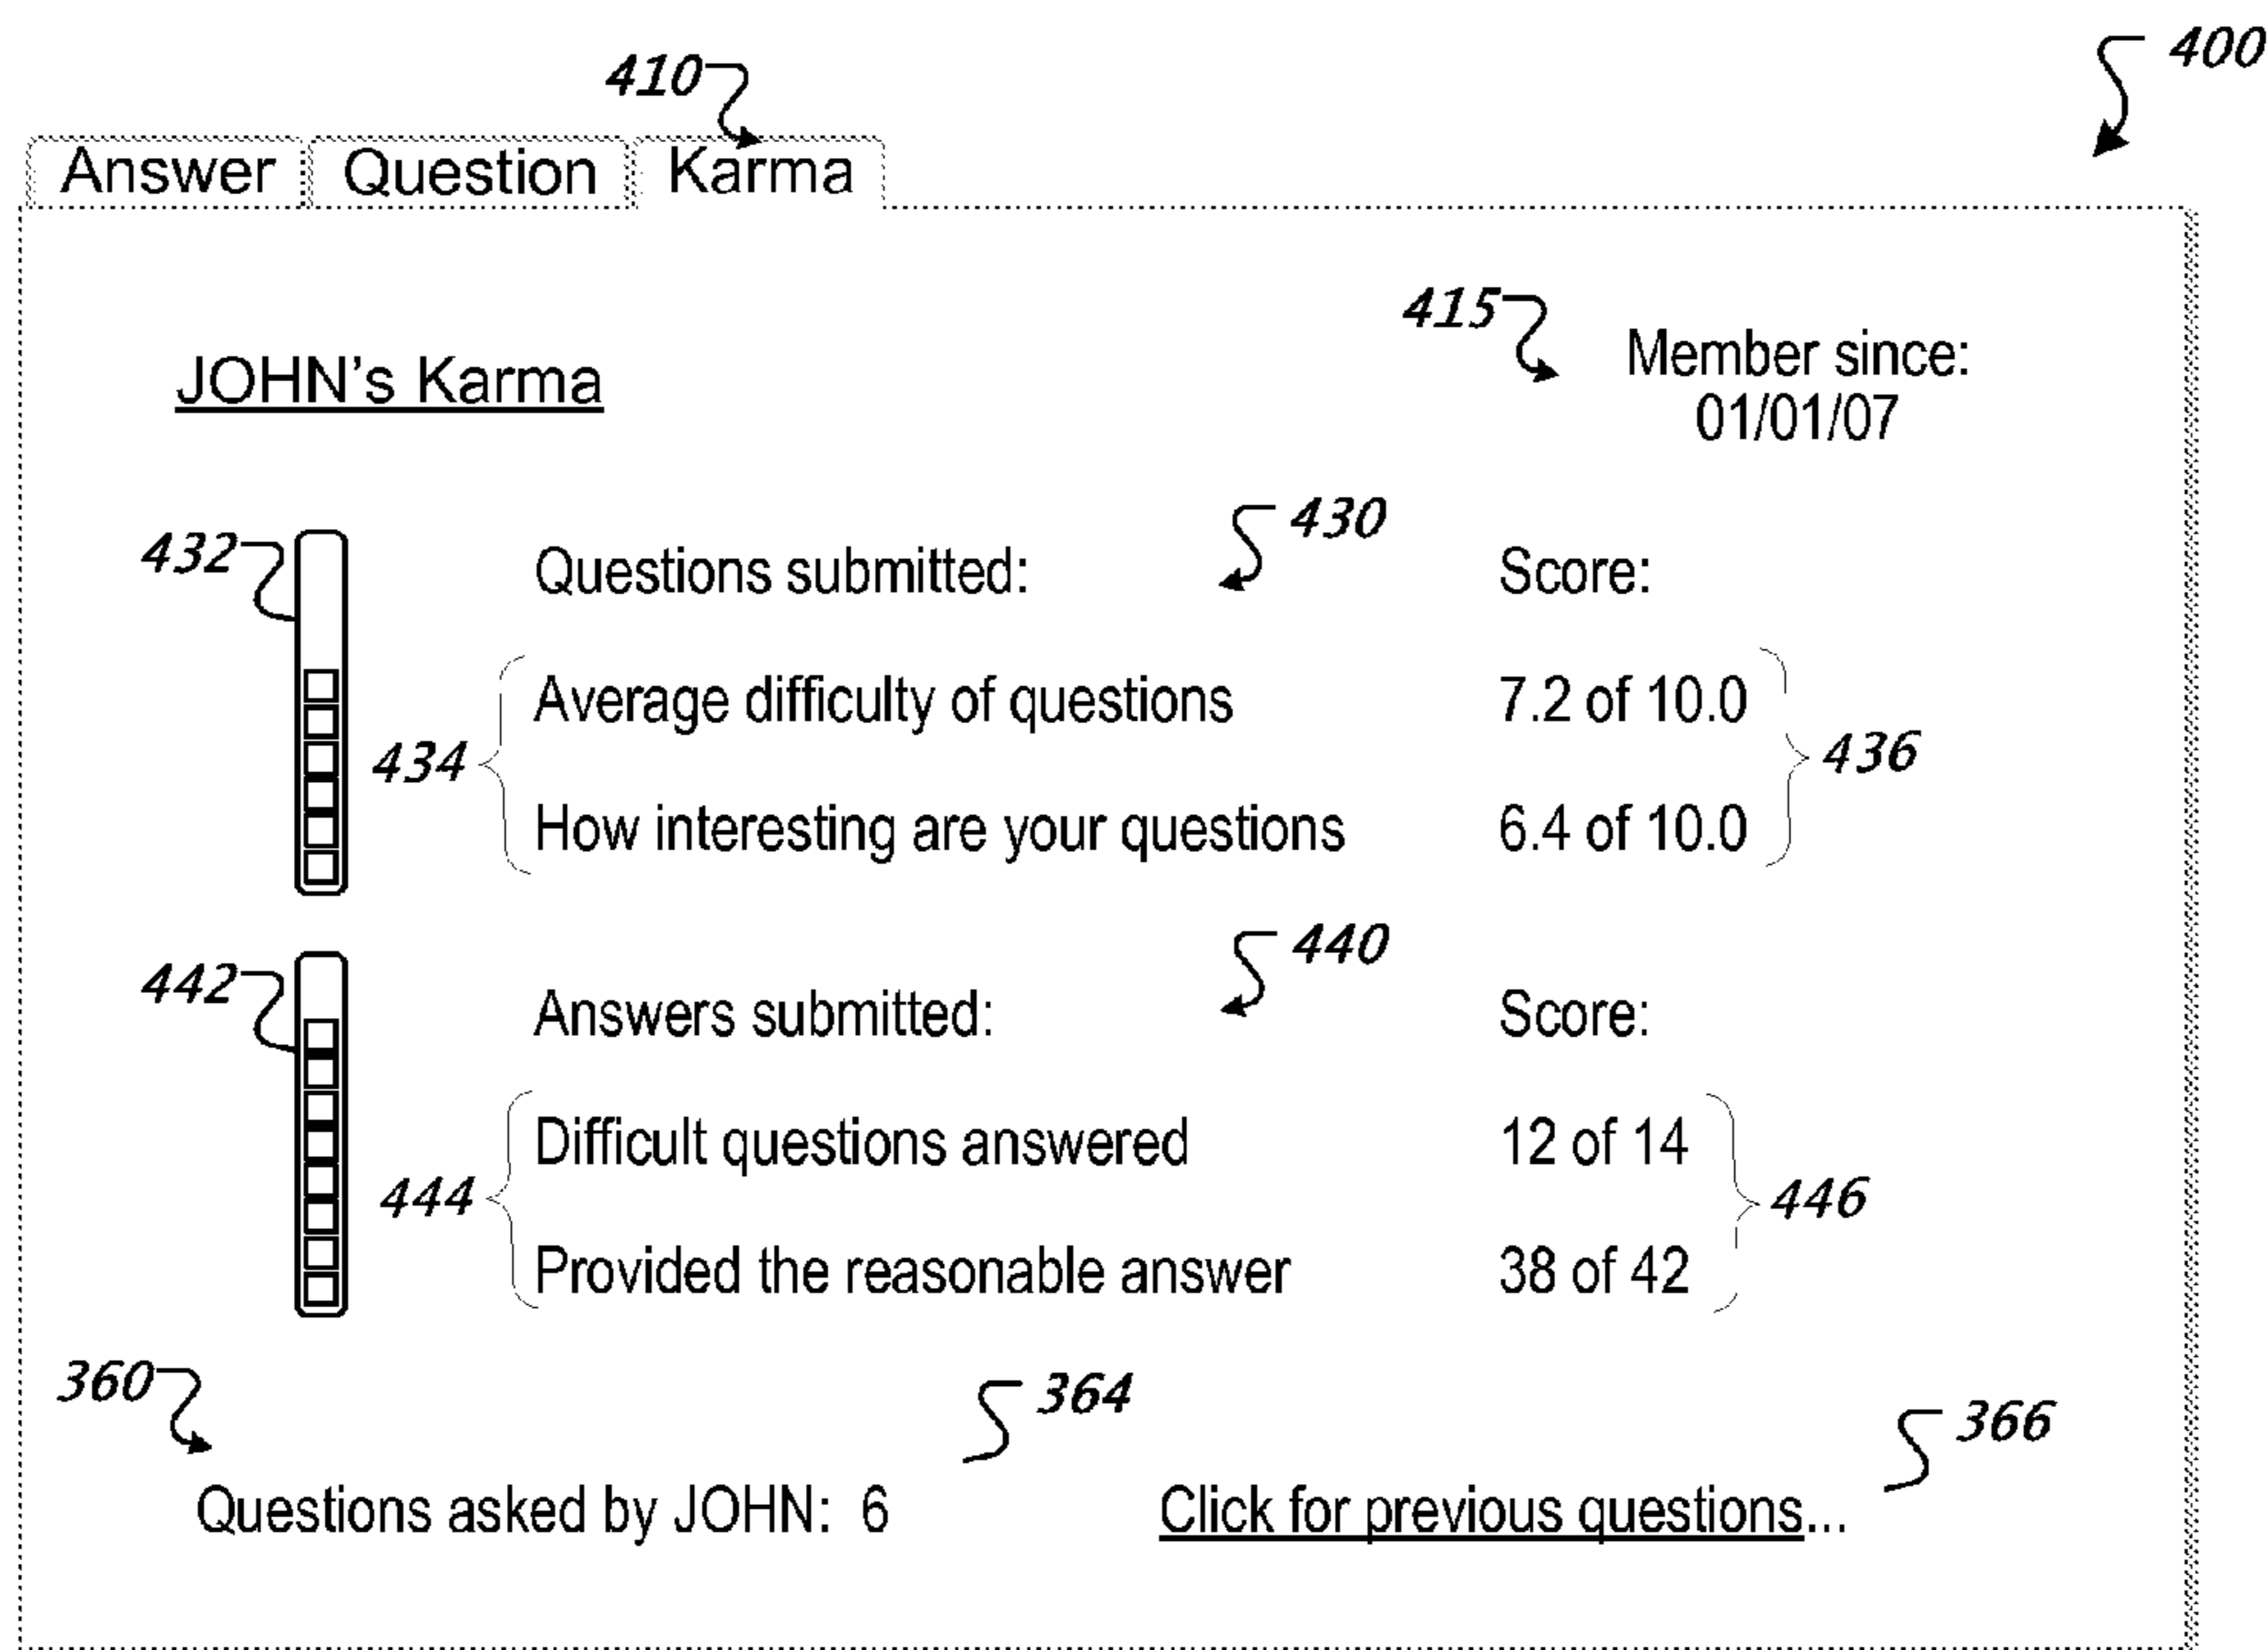 400
410
Answer Question Karma
415
Member since:
JOHN's Karma
01/01/07
430
432
Questions submitted: Score:
Average difficulty of questions 7.2 of 10.0
434 436
How interesting are your questions 6.4 of 10.0
440
442
Answers submitted: Score:
Difficult questions answered 12 of 14
444 446
Provided the reasonable answer 38 of 42
360 364 366
Questions asked by JOHN: 6 Click for previous questions...